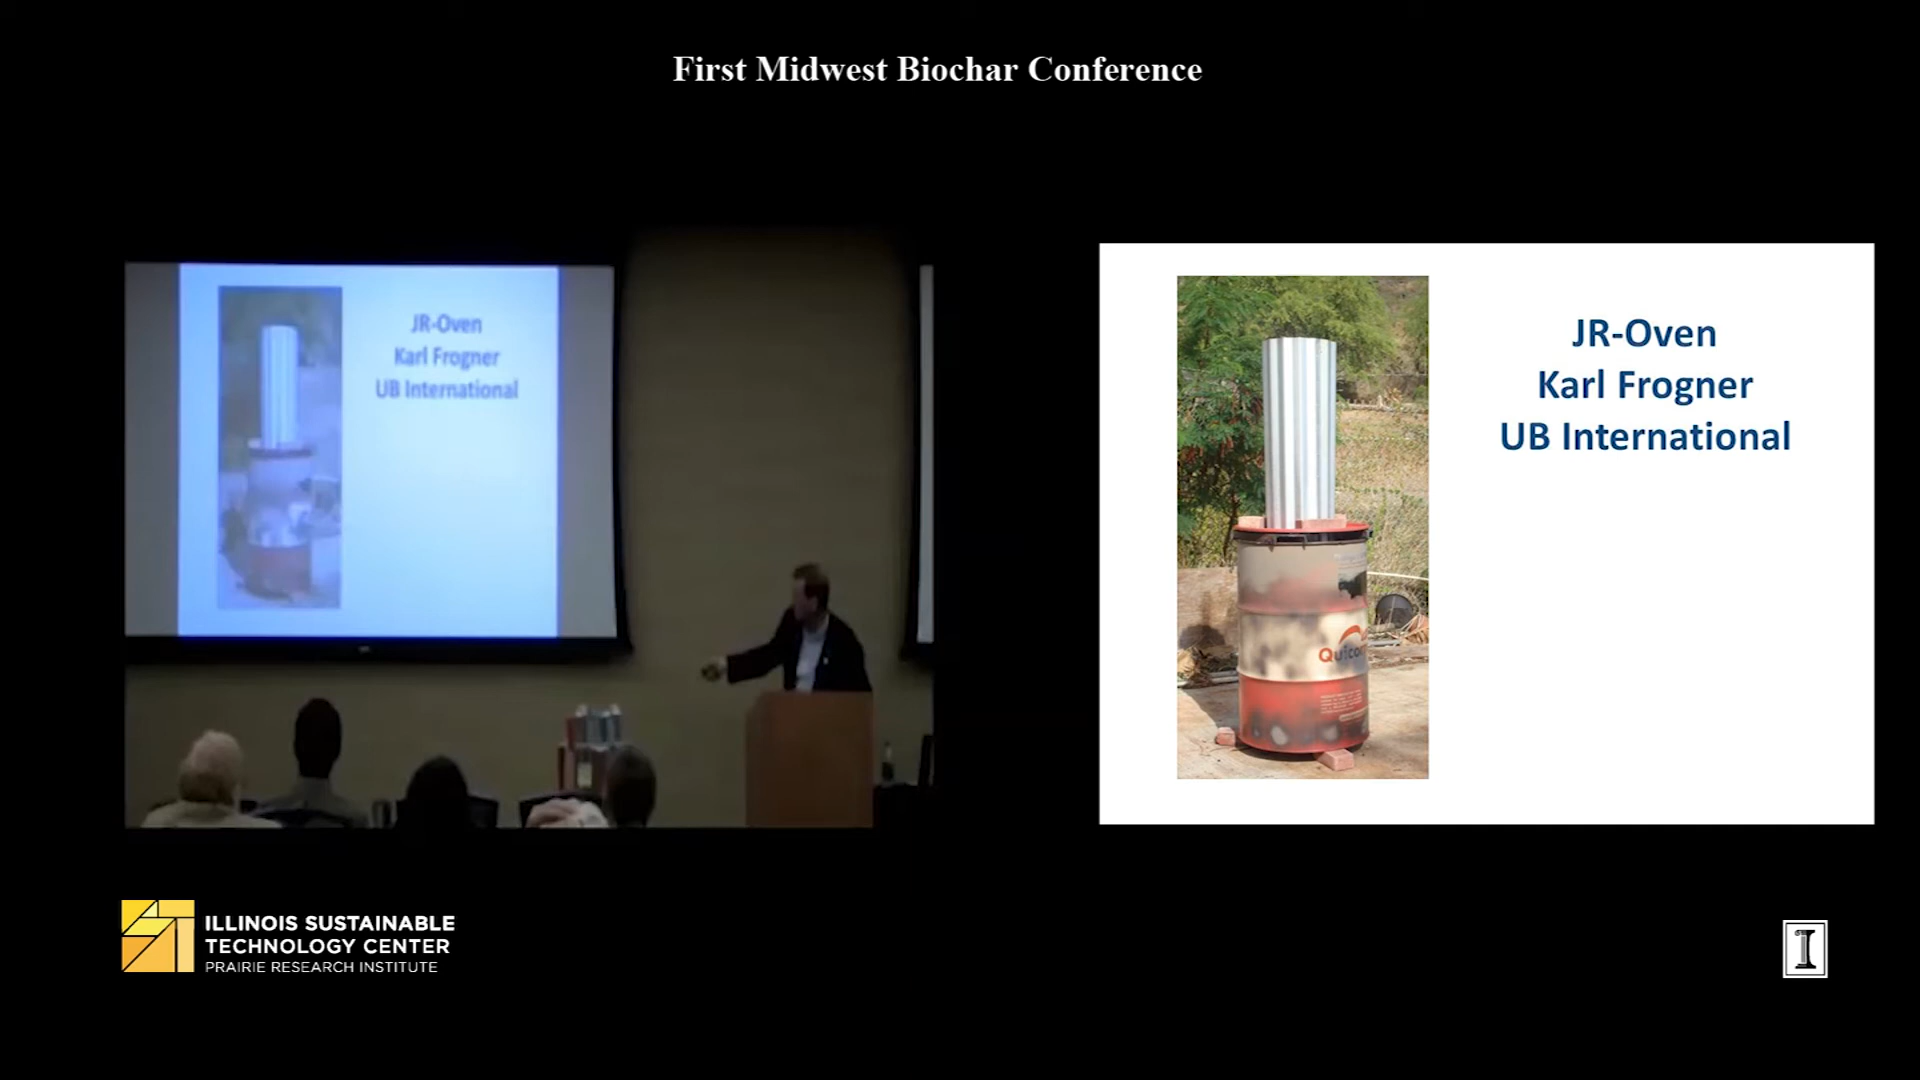 First Midwest Biochar Conference
JR-Oven
Karl Frogner
UB International
JR-Oven
Karl Frogner
UB International
ILLINOIS SUSTAINABLE
TECHNOLOGY CENTER
PRAIRIE RESEARCH INSTITUTE
I